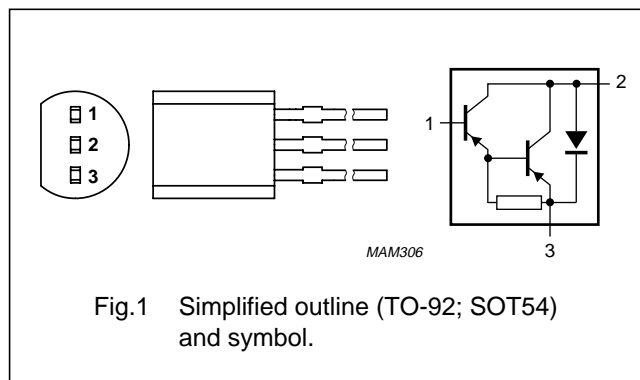 1
2
3
1
2
3
MAM306
Fig.1 Simplified outline (TO-92; SOT54)
and symbol.